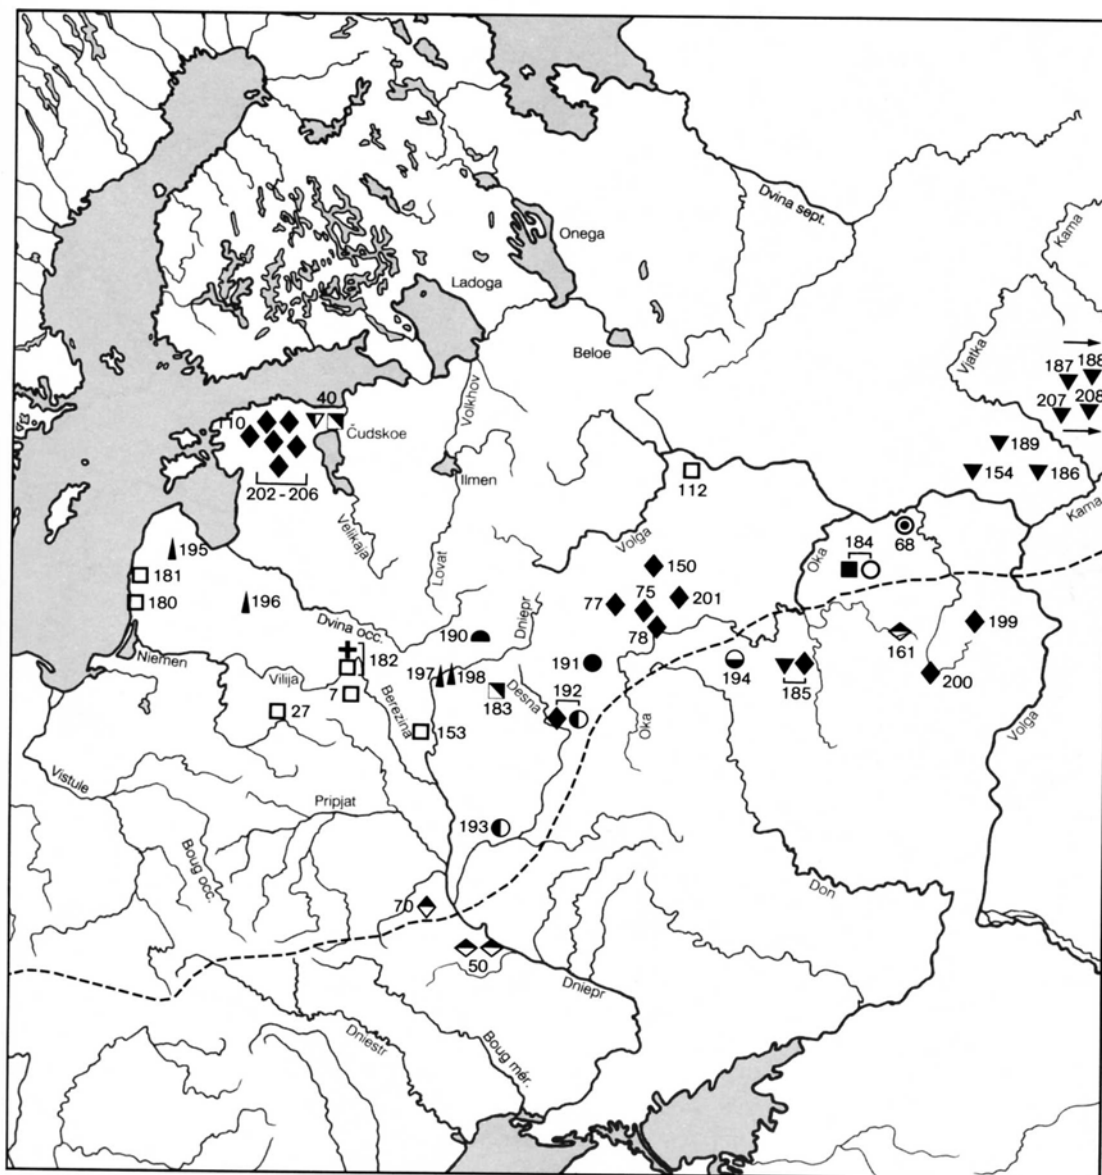 Dvina sept.
Onega
Kama
Ladoga
Beloe
Vjatka
187
188
207
208
40
Volkhov
110
Čudskoe
189
154
186
Ilmen
202 - 206
112
Kama
Velikaja
Lovat
Volga
Oka
184
68
195
181
150
180
196
77
75
201
78
199
Dniepr
190
Dvina occ.
161
Niemen
182
191
194
200
Vilija
197
198
185
Desna
192
7
183
27
Berezina
153
Oka
Volga
Vistule
Pripjat
193
Boug occ.
Don
70
50
Dniepr
Dniestr
Boug mér.